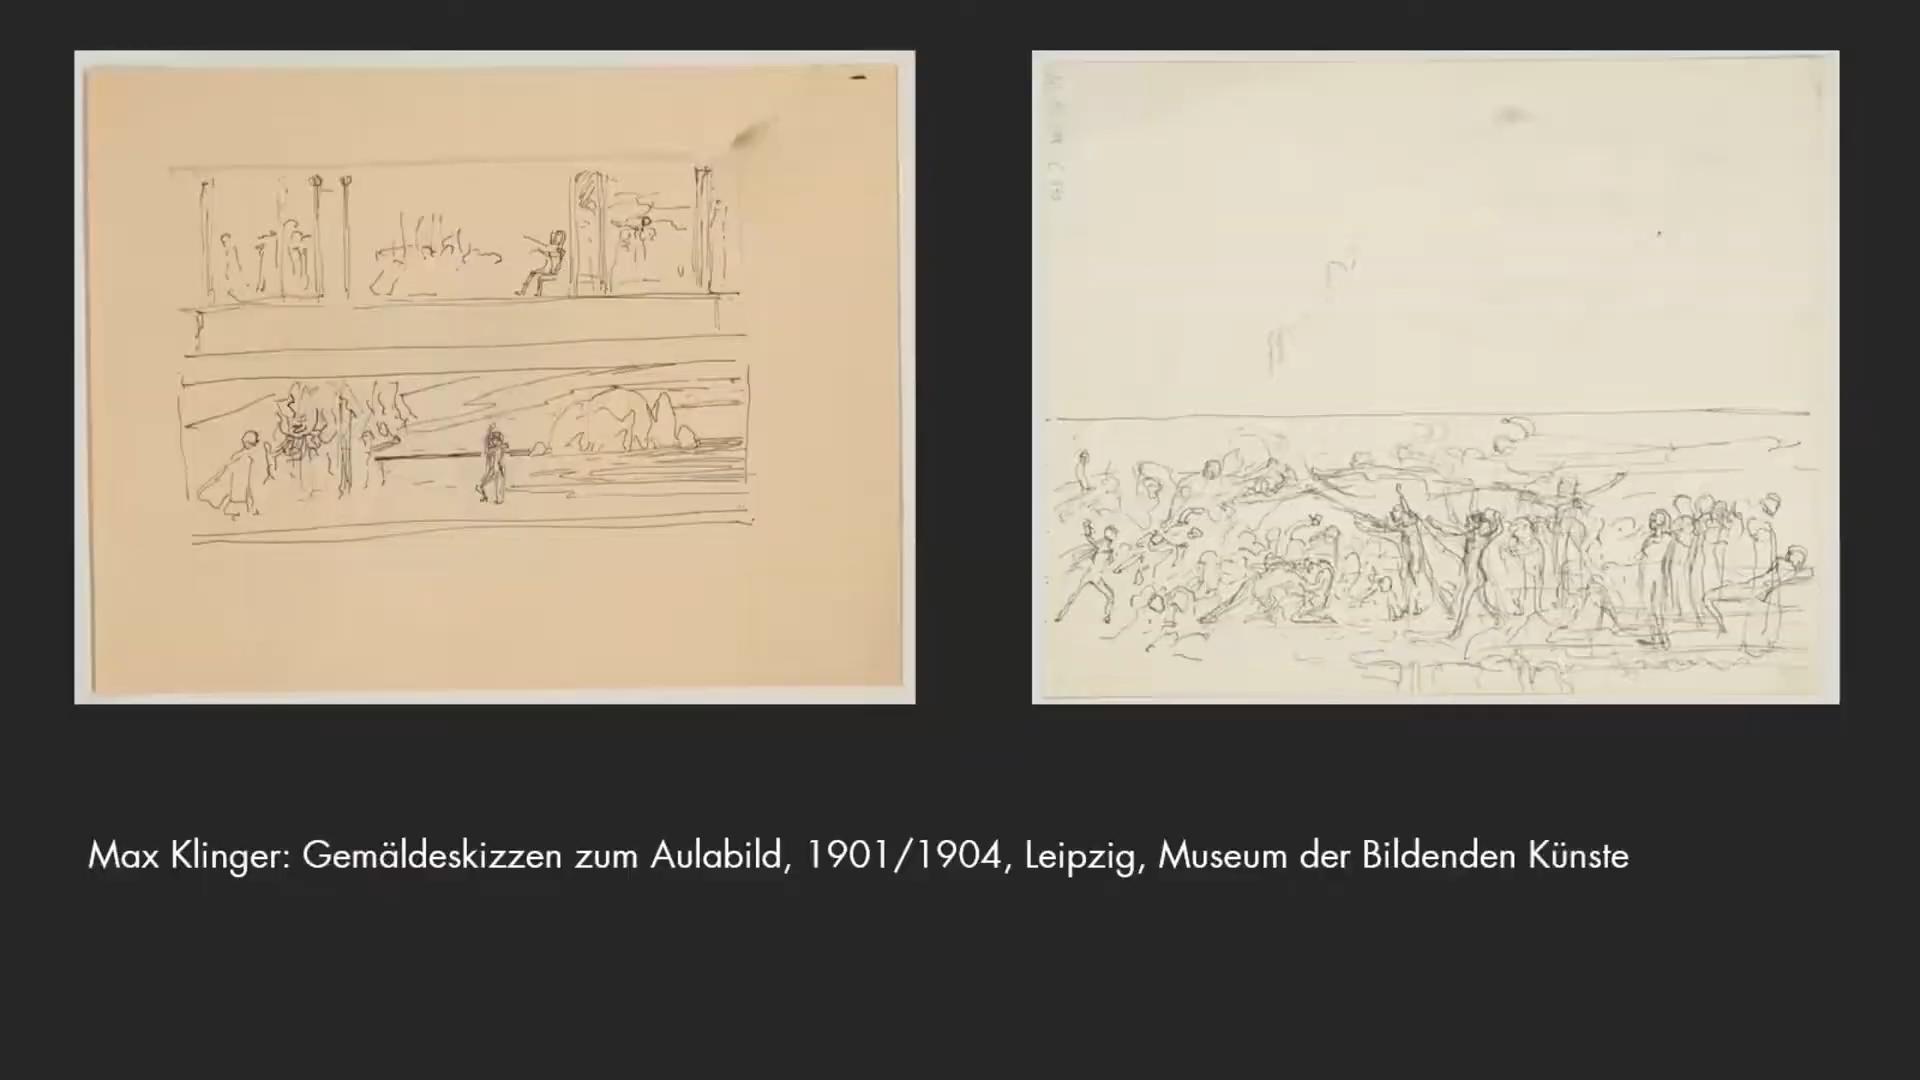 Max Klinger: Gemäldeskizzen zum Aulabild, 1901/1904, Leipzig, Museum der Bildenden Künste